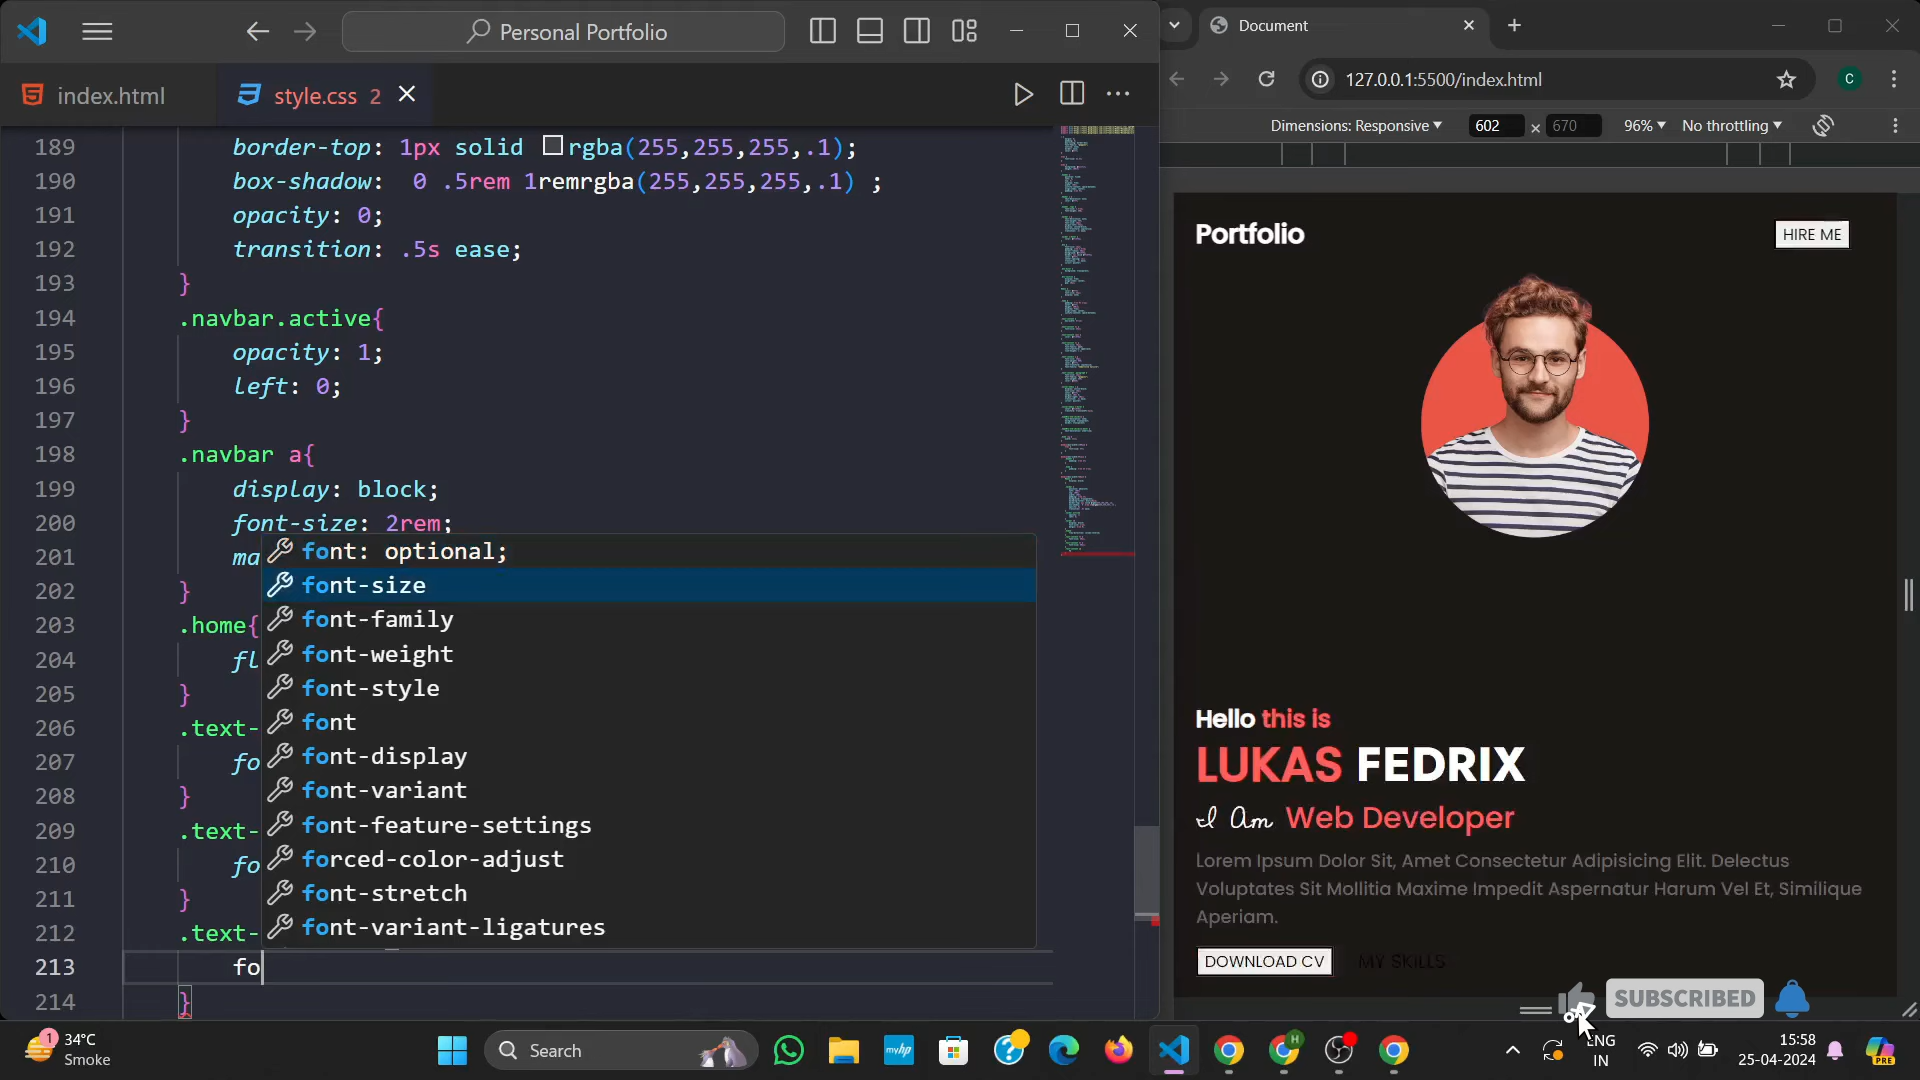 Personal Portfolio
index.html
style.css 2
189 border-top: 1px solid rgba(255,255,255,.1);
190 box-shadow: 0 .5rem 1remrgba(255,255,255,.1) ;
191 opacity: 0;
192 transition: .5s ease;
193 }
194 .navbar.active{
195 opacity: 1;
196 left: 0;
197 }
198 .navbar a{
199 display: block;
200 font-size: 2rem;
201 ma
202 }
203 .home{
204 fl
205 }
206 .text-
207 fo
208 }
209 .text-
210 fo
211 }
212 .text-
213 fo
214 }
font: optional;
font-size
font-family
font-weight
font-style
font
font-display
font-variant
font-feature-settings
forced-color-adjust
font-stretch
font-variant-ligatures
Document
127.0.0.1:5500/index.html
C
Dimensions: Responsive 602 x 670 96% No throttling
Portfolio
HIRE ME
Hello this is
LUKAS FEDRIX
I Am Web Developer
Lorem Ipsum Dolor Sit, Amet Consectetur Adipisicing Elit. Delectus
Voluptates Sit Mollitia Maxime Impedit Aspernatur Harum Vel Et, Similique
Aperiam.
DOWNLOAD CV MY SKILLS
SUBSCRIBED
1
34°C
Smoke
Search
myhp
H
ENG
IN
15:58
25-04-2024
PRE